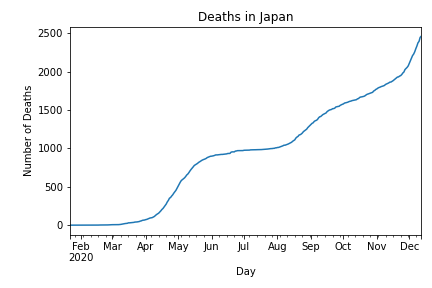 Deaths in Japan
2500
2000
1500
1000
500
0
Number of Deaths
Feb Mar Apr May Jun Jul Aug Sep Oct Nov Dec
2020
Day